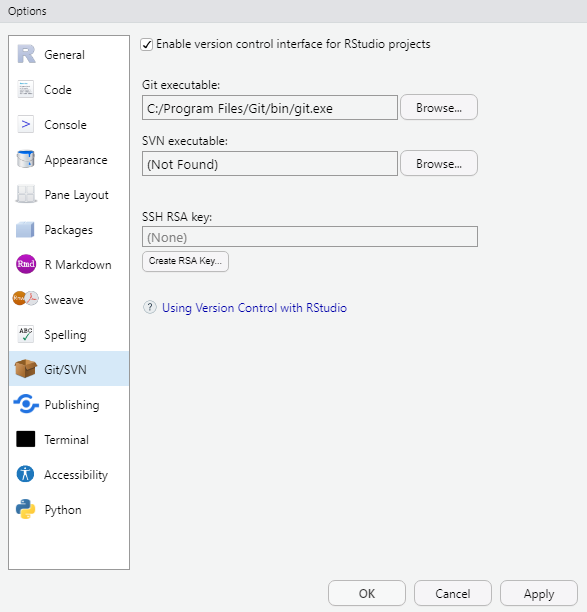 Options
General
Code
Console
Appearance
Pane Layout
Packages
Rmd R Markdown
Sweave
ABC Spelling
Git/SVN
Publishing
Terminal
Accessibility
Python
Enable version control interface for RStudio projects
Git executable:
C:/Program Files/Git/bin/git.exe Browse...
SVN executable:
(Not Found) Browse...
SSH RSA key:
(None)
Create RSA Key...
? Using Version Control with RStudio
OK Cancel Apply